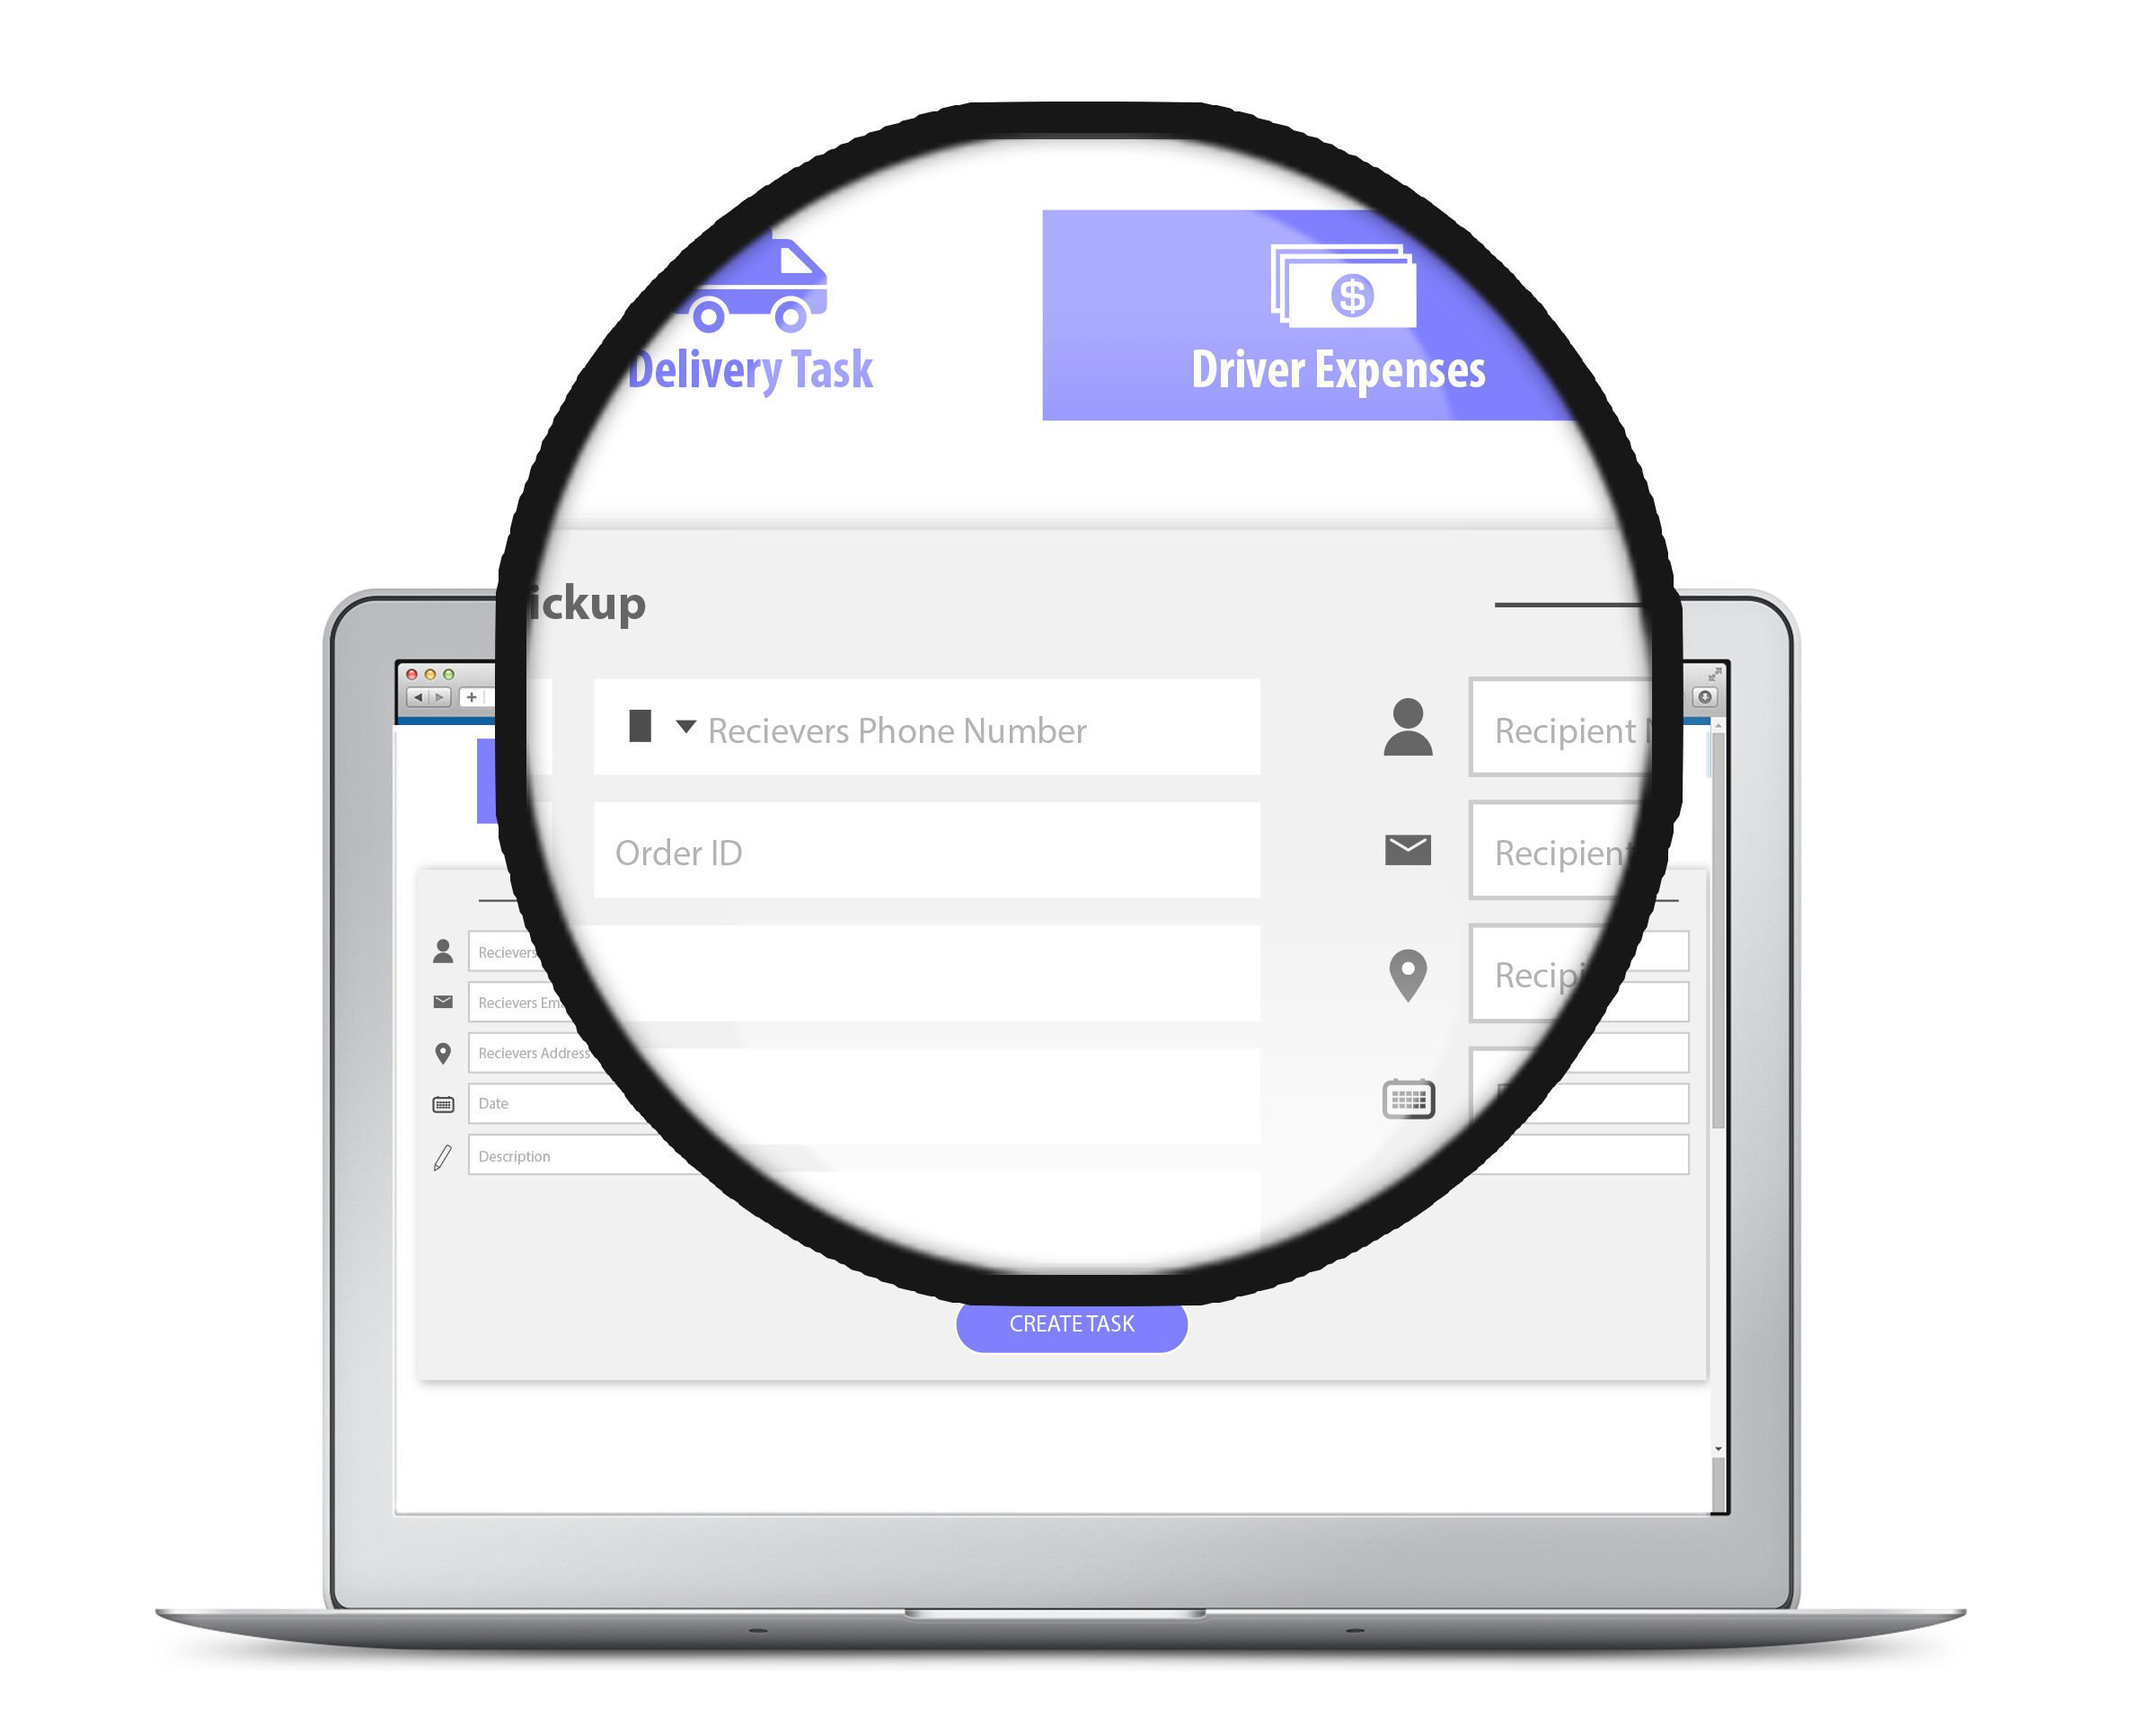 Delivery Task
Driver Expenses
ickup
Recievers Phone Number
Recipient
Order ID
Recipient
Recip
Recievers
Recievers Em
Recievers Address
Date
Description
CREATE TASK